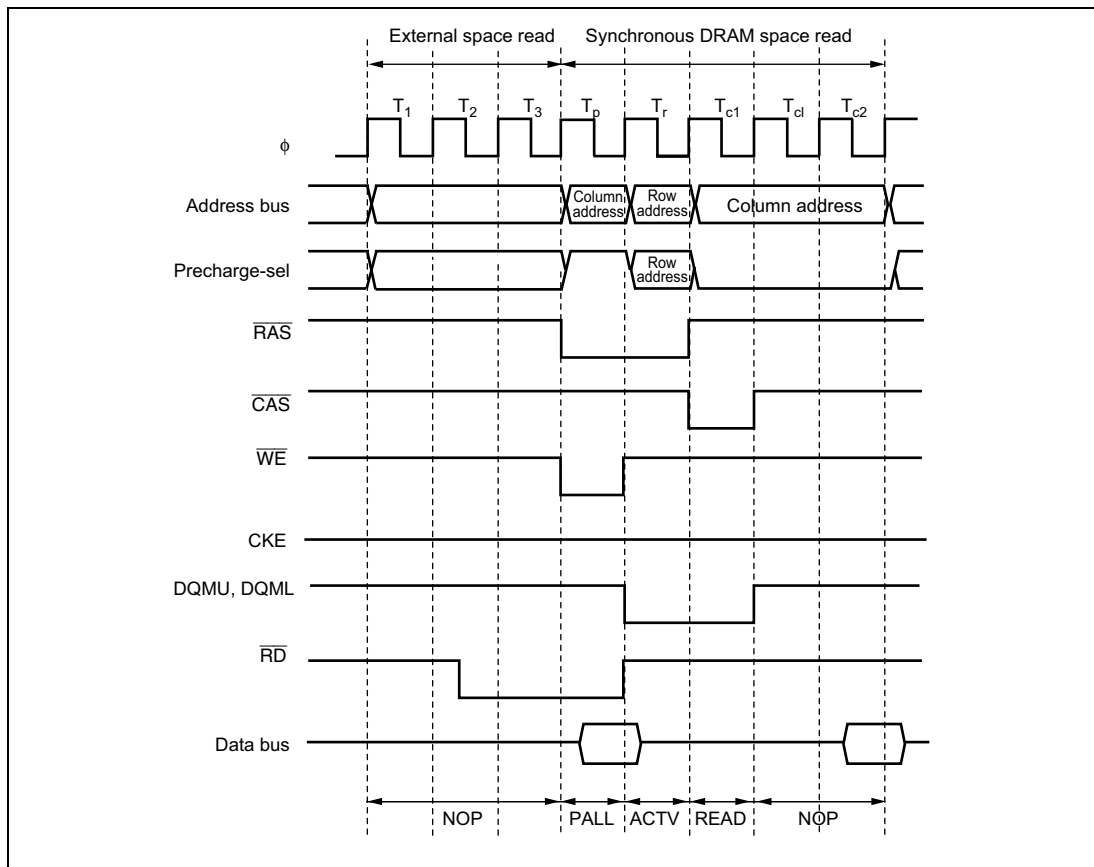 External space read Synchronous DRAM space read
T1 T2 T3 Tp Tr Tc1 Tcl Tc2
ϕ
Address bus
Column address
Row address
Column address
Precharge-sel
Row address
RAS
CAS
WE
CKE
DQMU, DQML
RD
Data bus
NOP PALL ACTV READ NOP